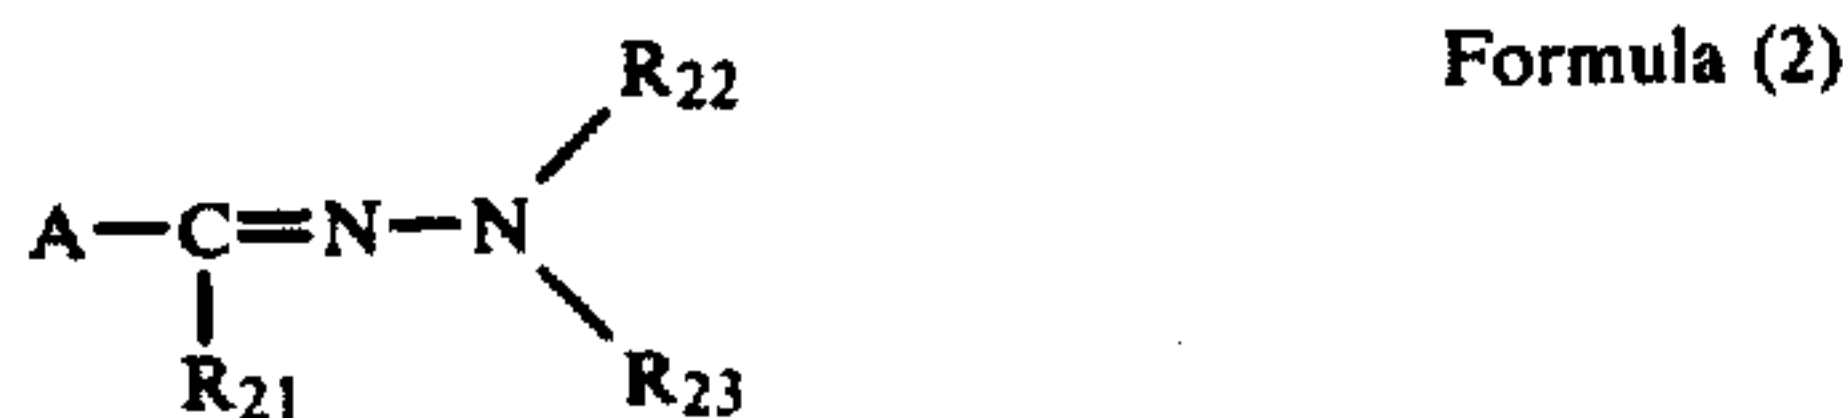 R22
Formula (2)
A—C=N—N
R21
R23